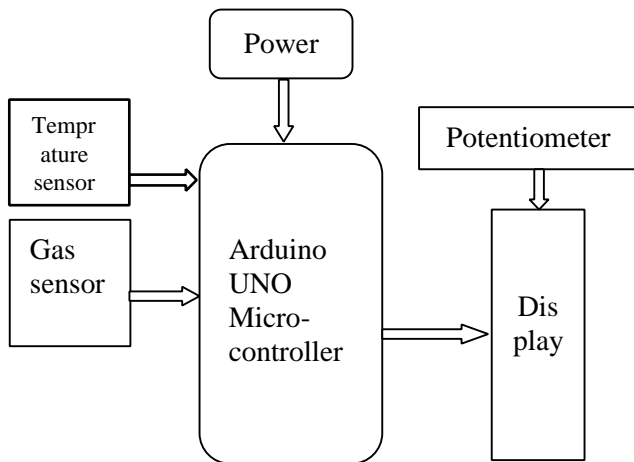 Power
Tempr
ature
sensor
Potentiometer
Gas
sensor
Arduino
UNO
Micro-
controller
Dis
play